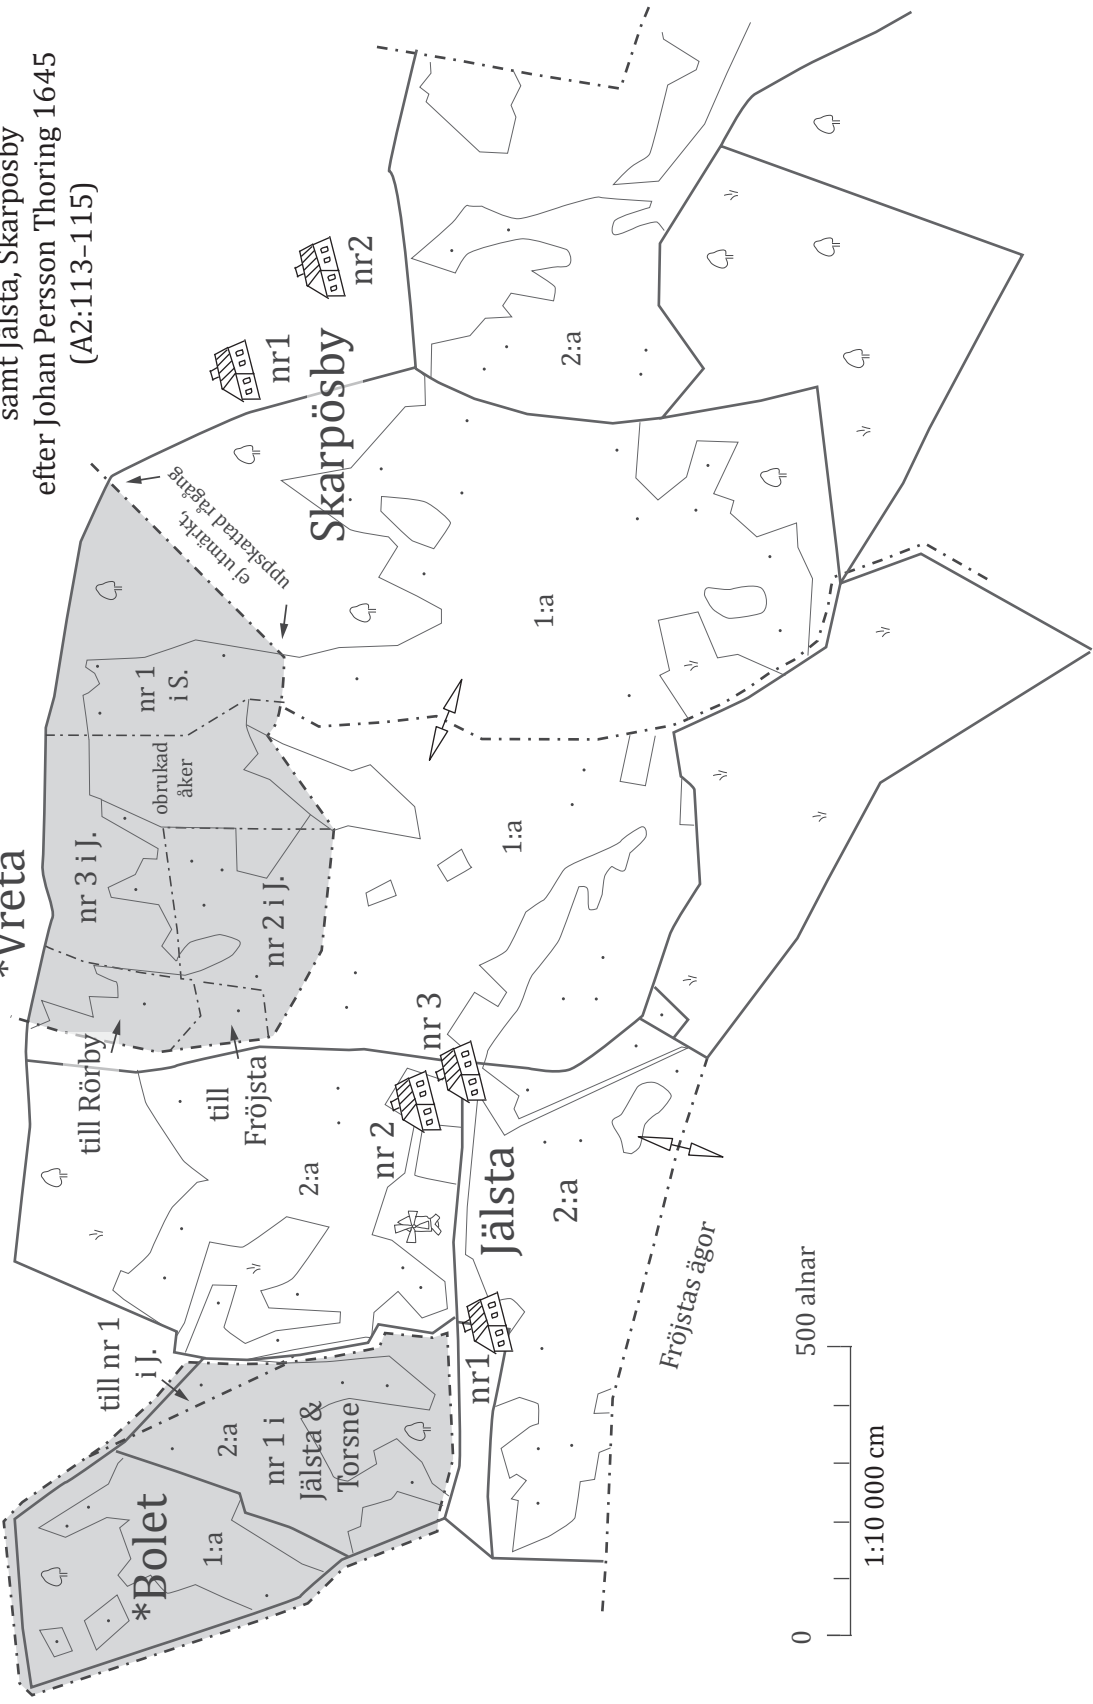 samt Jälsta, Skarpösby
efter Johan Persson Thoring 1645
(A2:113–115)
*Vreta
Skarpösby
nr1
nr2
ej utmärkt,
uppskattad rågång
nr 1
i S.
obrukad
åker
nr 3 i J.
nr 2 i J.
1:a
2:a
1:a
till Rörby
till
Fröjsta
nr 3
nr 2
2:a
Jälsta
2:a
nr1
till nr 1
i J.
2:a
nr 1 i
Jälsta &
Torsne
*Bolet
1:a
Fröjstas ägor
0
500 alnar
1:10 000 cm